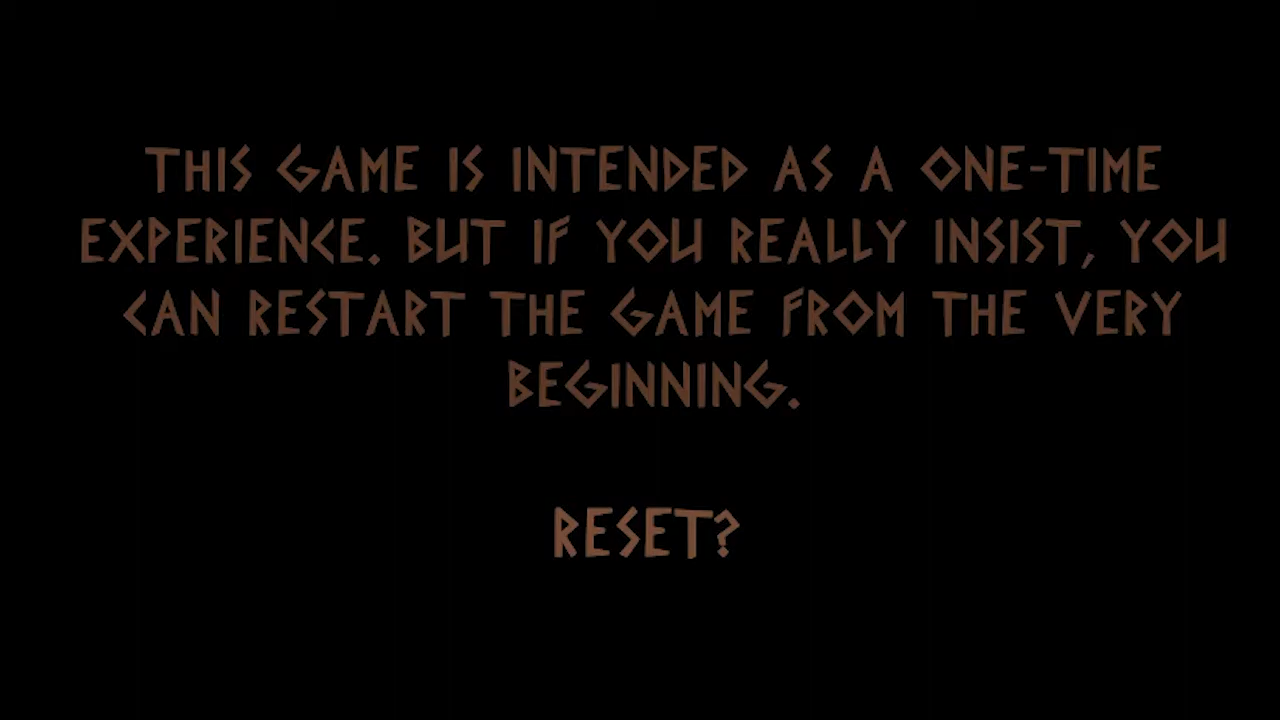 THIS GAME IS INTENDED AS A ONE-TIME
EXPERIENCE. BUT IF YOU REALLY INSIST, YOU
CAN RESTART THE GAME FROM THE VERY
BEGINNING.
RESET?